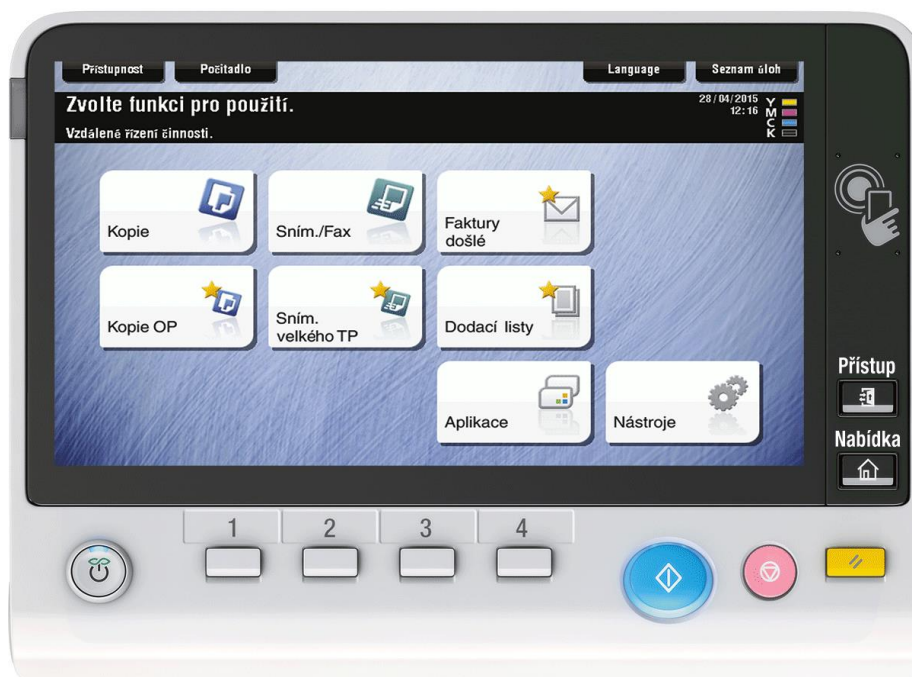 Přístupnost
Počitadlo
Language
Seznam úloh
Zvolte funkci pro použití.
Vzdálené řízení činnosti.
28/04/2015
12:16
Y
M
C
K
Kopie
Sním./Fax
Faktury
došlé
Kopie OP
Sním.
velkého TP
Dodací listy
Aplikace
Nástroje
Přístup
Nabídka
1 2 3 4